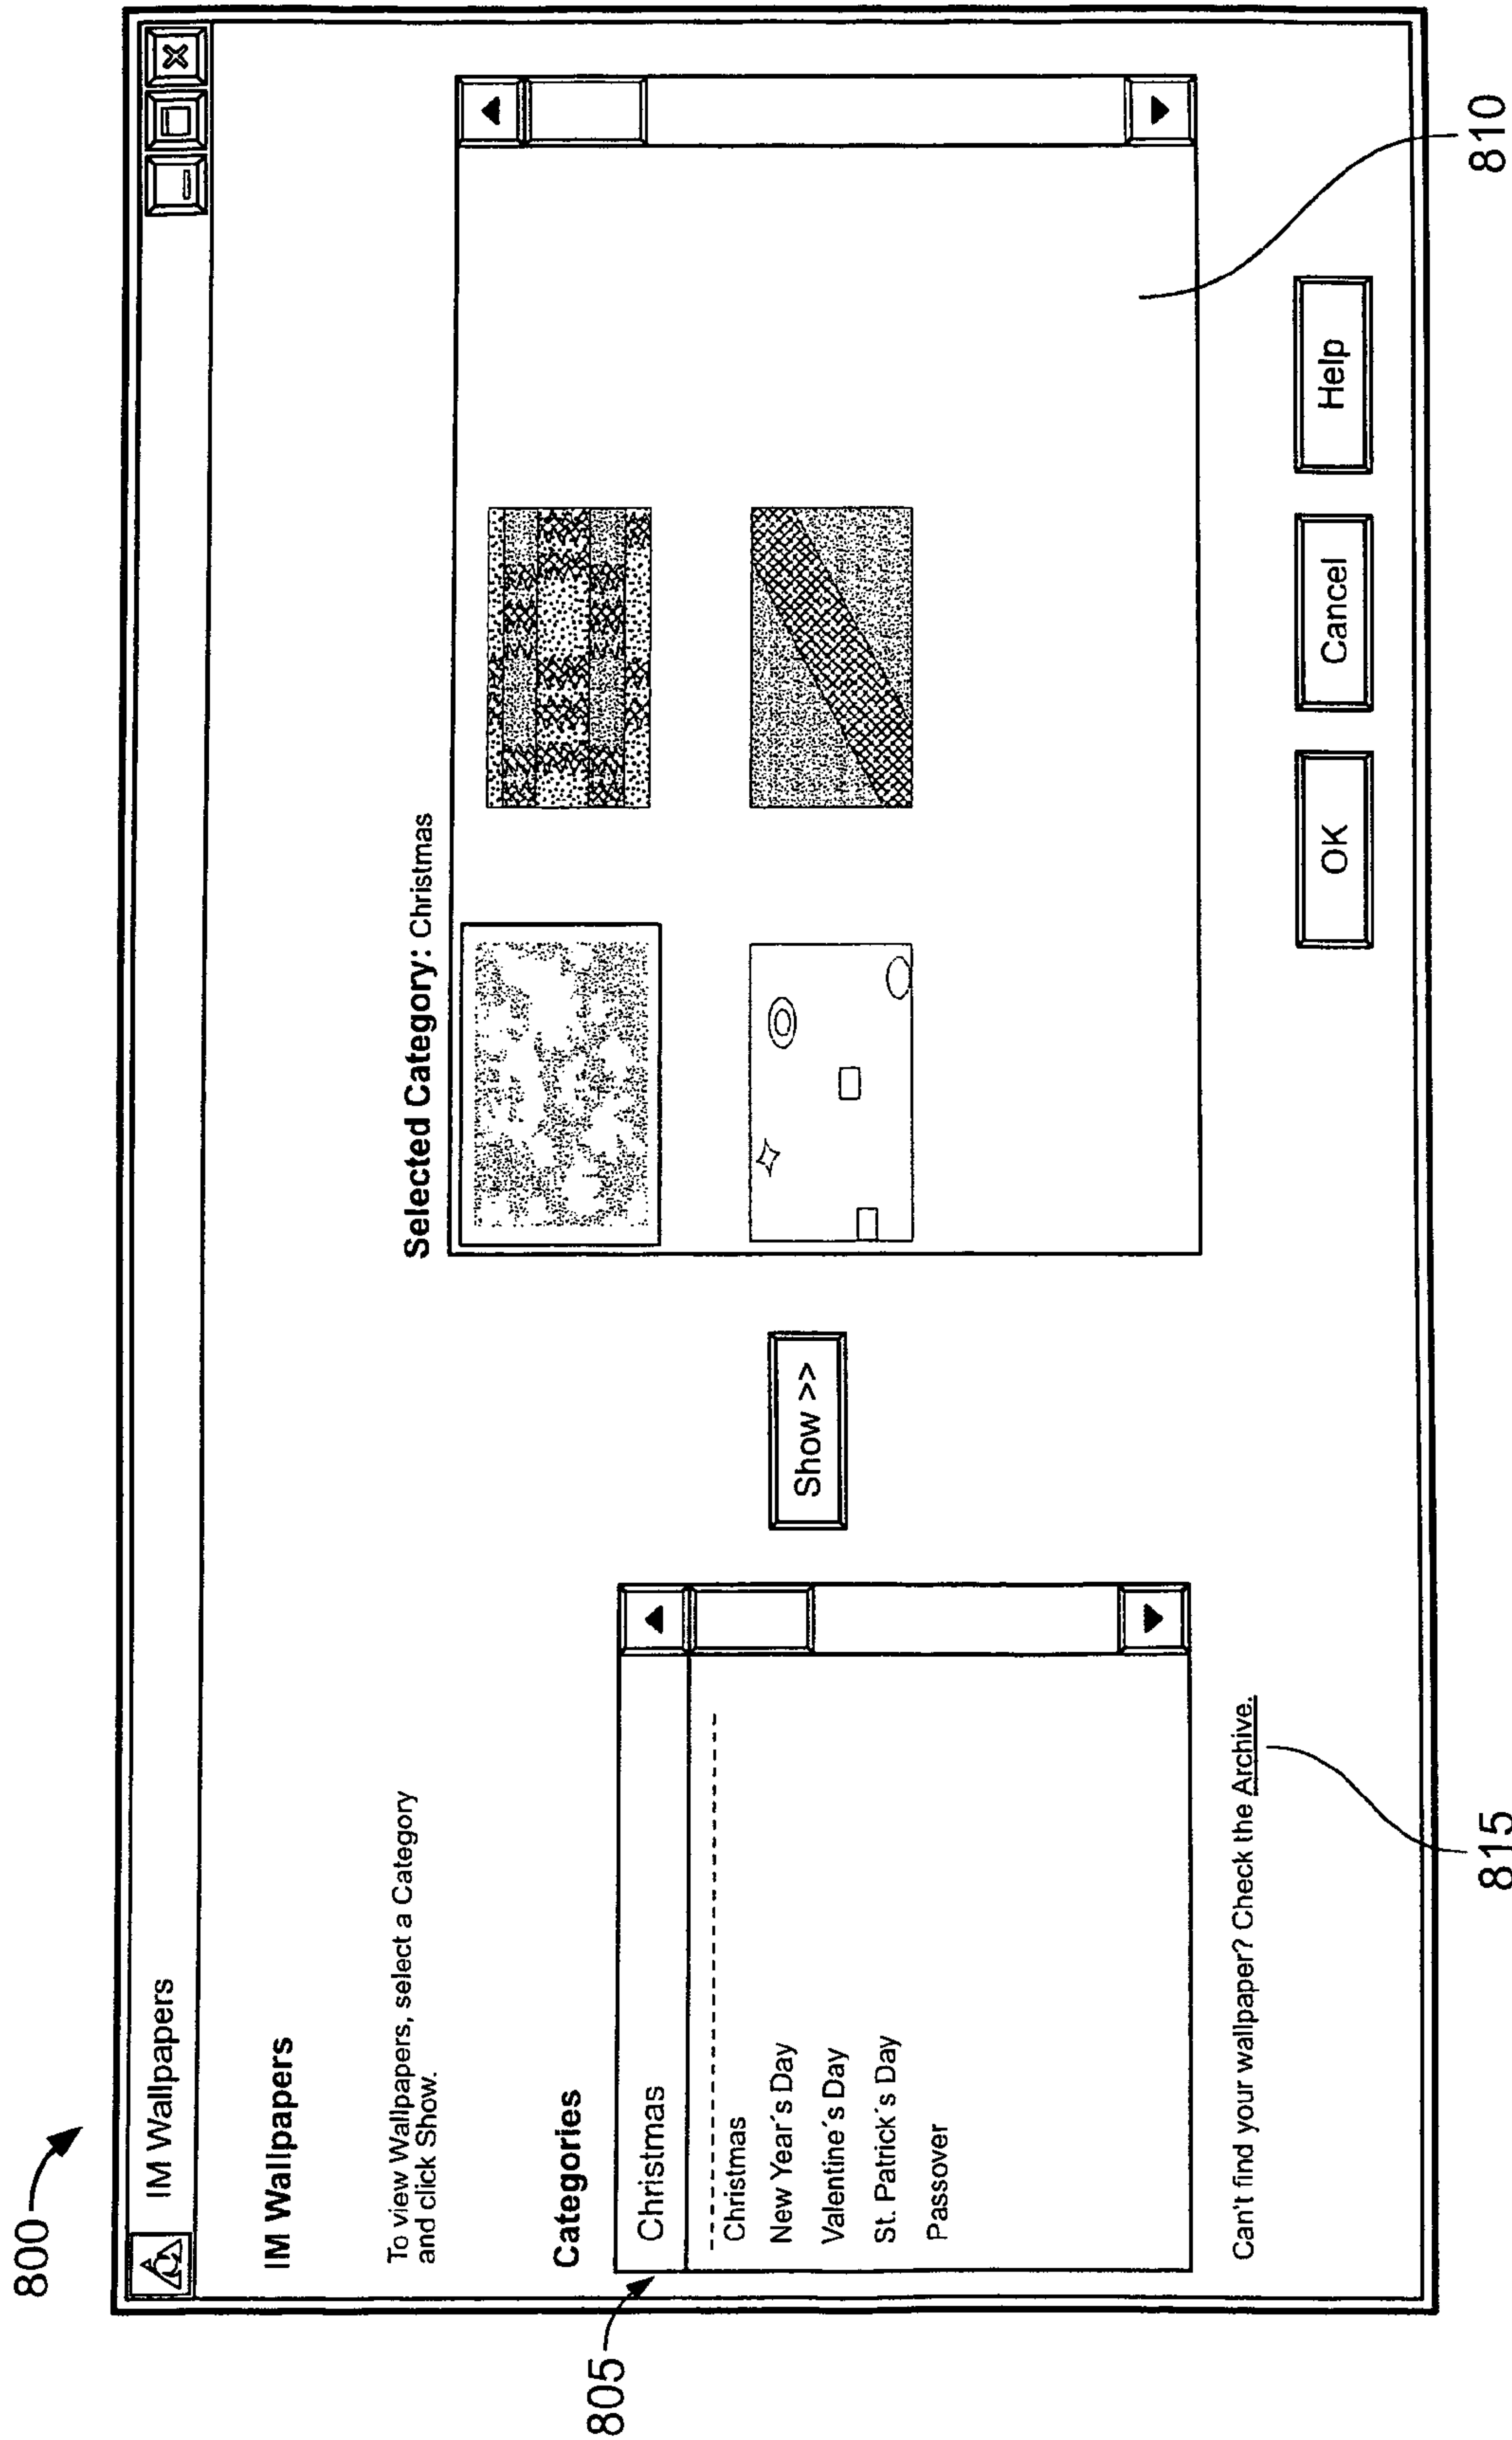 800
IM Wallpapers
IM Wallpapers
To view Wallpapers, select a Category
and click Show.
Categories
805
Christmas
Christmas
New Year´s Day
Valentine´s Day
St. Patrick´s Day
Passover
Can't find your wallpaper? Check the Archive.
815
Show >>
Selected Category: Christmas
810
OK
Cancel
Help